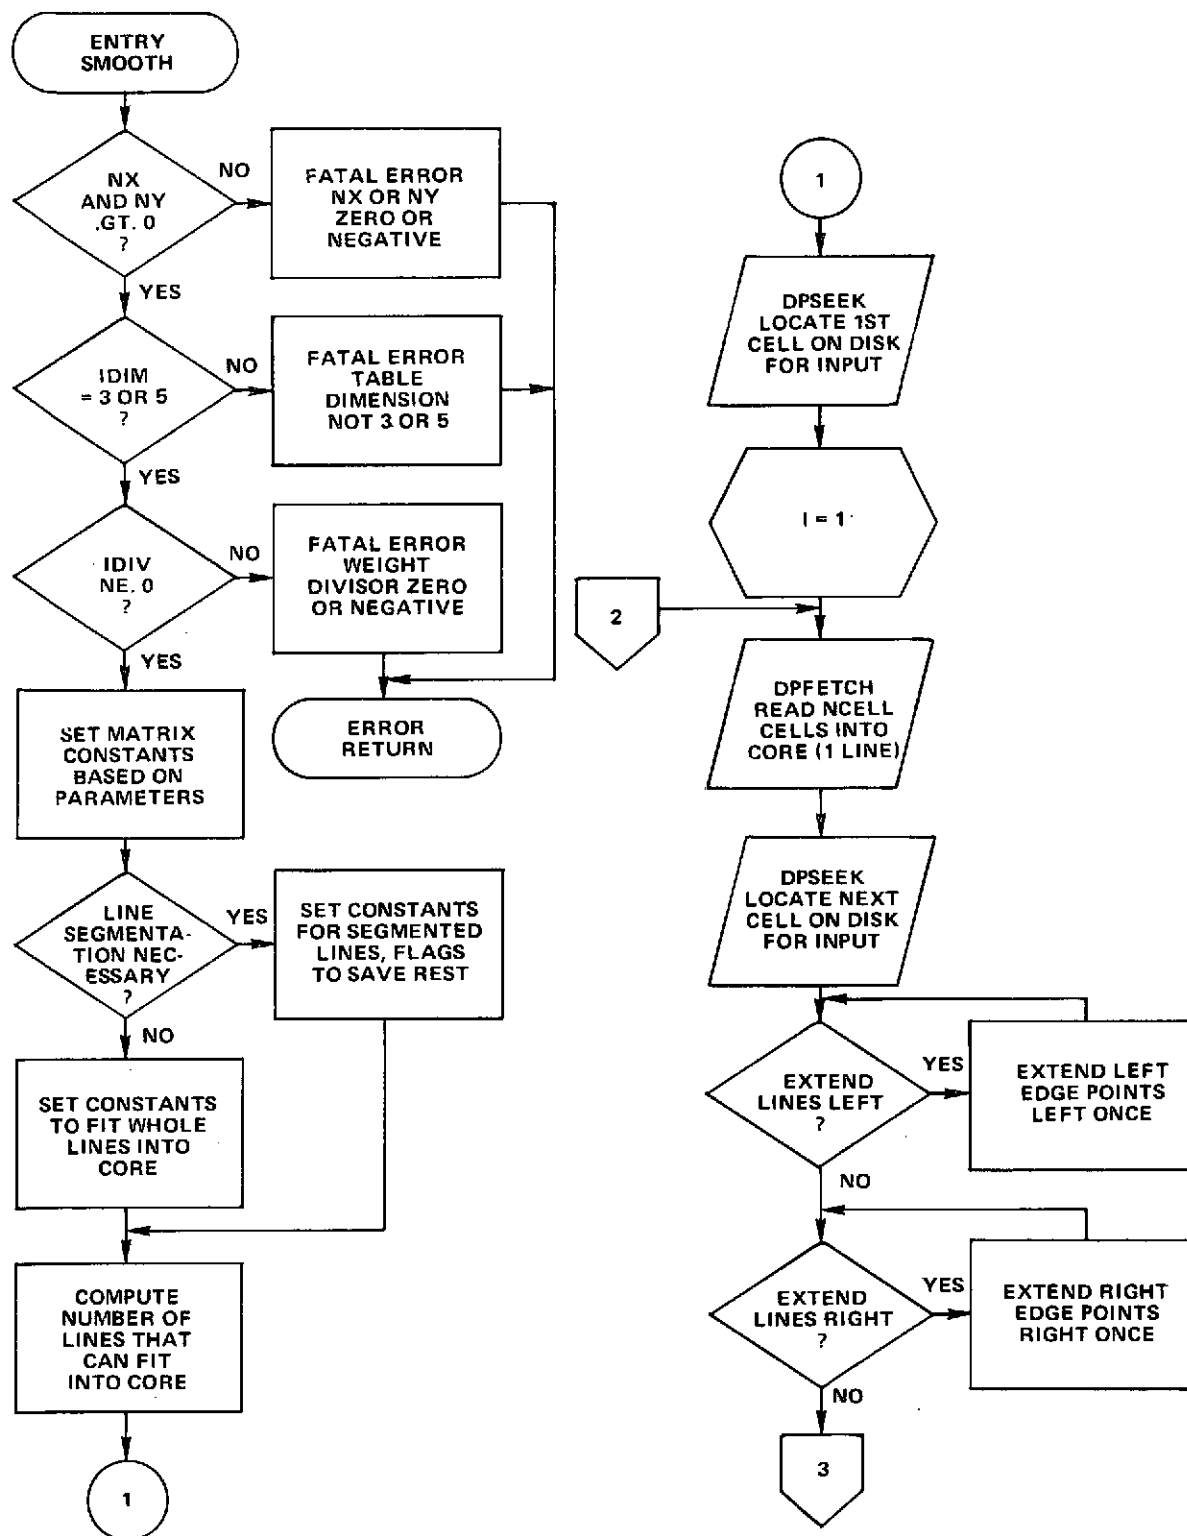 ENTRY
SMOOTH
NX
AND NY
.GT. 0
?
NO
FATAL ERROR
NX OR NY
ZERO OR
NEGATIVE
YES
IDIM
= 3 OR 5
?
NO
FATAL ERROR
TABLE
DIMENSION
NOT 3 OR 5
YES
IDIV
NE. 0
?
NO
FATAL ERROR
WEIGHT
DIVISOR ZERO
OR NEGATIVE
YES
ERROR
RETURN
SET MATRIX
CONSTANTS
BASED ON
PARAMETERS
LINE
SEGMENTA-
TION NEC-
ESSARY
?
YES
SET CONSTANTS
FOR SEGMENTED
LINES, FLAGS
TO SAVE REST
NO
SET CONSTANTS
TO FIT WHOLE
LINES INTO
CORE
COMPUTE
NUMBER OF
LINES THAT
CAN FIT
INTO CORE
1
1
DPSEEK
LOCATE 1ST
CELL ON DISK
FOR INPUT
I = 1
2
DPFETCH
READ NCELL
CELLS INTO
CORE (1 LINE)
DPSEEK
LOCATE NEXT
CELL ON DISK
FOR INPUT
EXTEND
LINES LEFT
?
YES
EXTEND LEFT
EDGE POINTS
LEFT ONCE
NO
EXTEND
LINES RIGHT
?
YES
EXTEND RIGHT
EDGE POINTS
RIGHT ONCE
NO
3